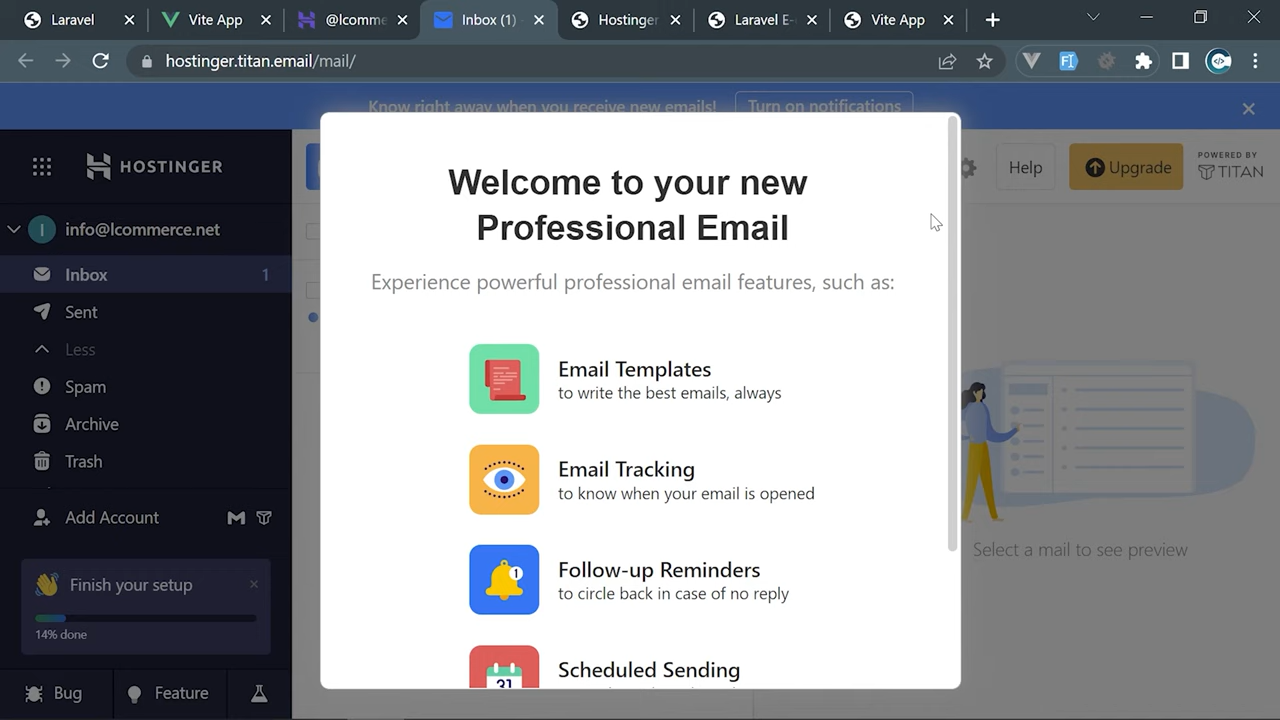 Laravel
Vite App
@lcomme
Inbox (1)
Hostinger
Laravel E-
Vite App
hostinger.titan.email/mail/
Know right away when you receive new emails!
Turn on notifications
HOSTINGER
Help
Upgrade
POWERED BY
TITAN
I
info@lcommerce.net
Inbox
1
Sent
Less
Spam
Archive
Trash
Add Account
Finish your setup
14% done
Bug
Feature
Welcome to your new
Professional Email
Experience powerful professional email features, such as:
Email Templates
to write the best emails, always
Email Tracking
to know when your email is opened
1
Follow-up Reminders
to circle back in case of no reply
31
Scheduled Sending
Select a mail to see preview